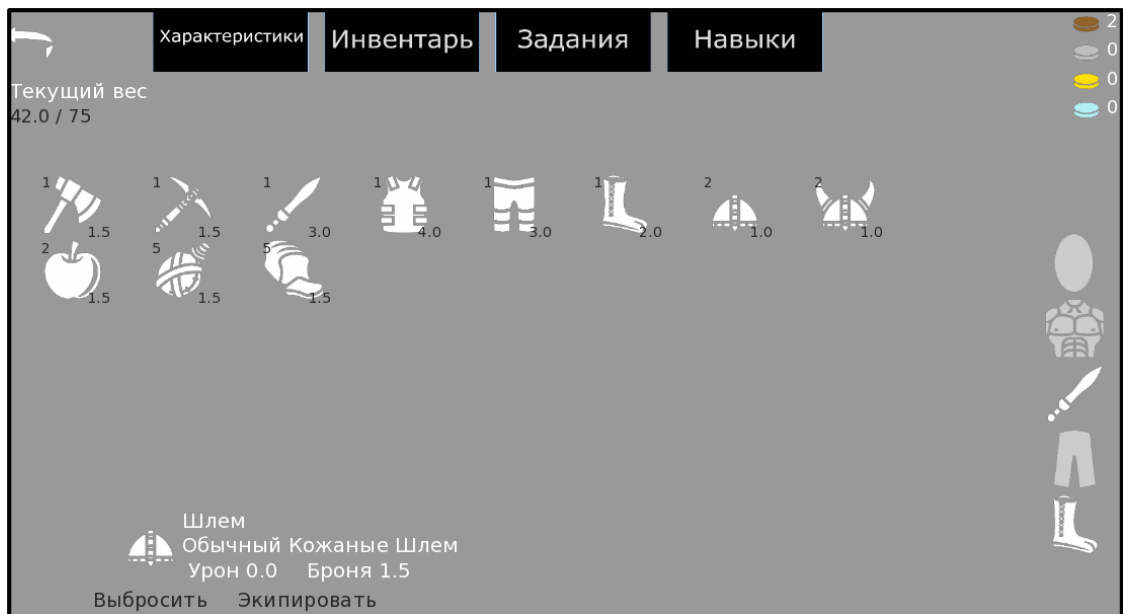 Характеристики Инвентарь Задания Навыки 2
0
0
0
Текущий вес
42.0 / 75
1 1 1 1 1 1 2 2
1.5 1.5 3.0 4.0 3.0 2.0 1.0 1.0
2 5 5
1.5 1.5 1.5
Шлем
Обычный Кожаные Шлем
Урон 0.0 Броня 1.5
Выбросить Экипировать